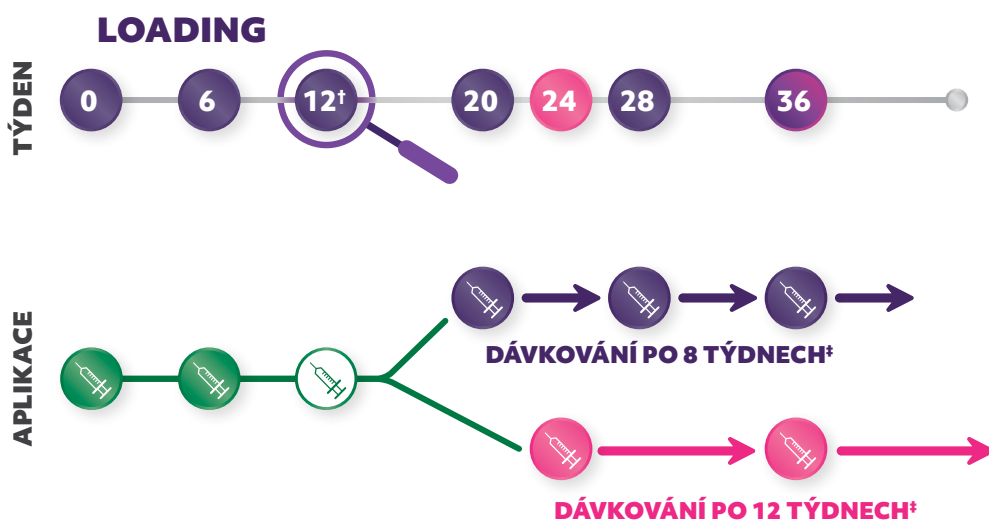 LOADING
TÝDEN
0 6 12† 20 24 28 36
APLIKACE
DÁVKOVÁNÍ PO 8 TÝDNECH‡
DÁVKOVÁNÍ PO 12 TÝDNECH‡